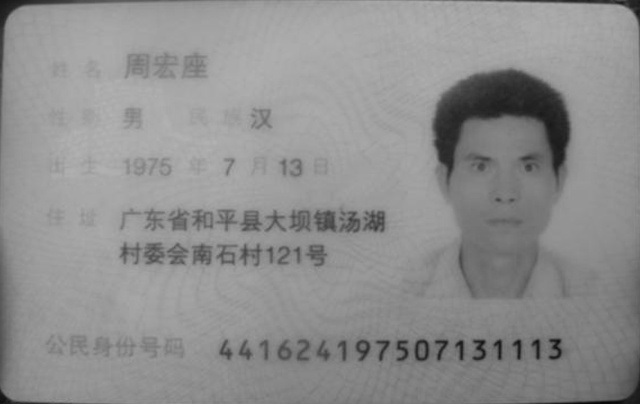 姓名 周宏座
性别 男 民族 汉
出生 1975 年 7 月 13 日
住址 广东省和平县大坝镇汤湖
村委会南石村121号
公民身份号码 441624197507131113